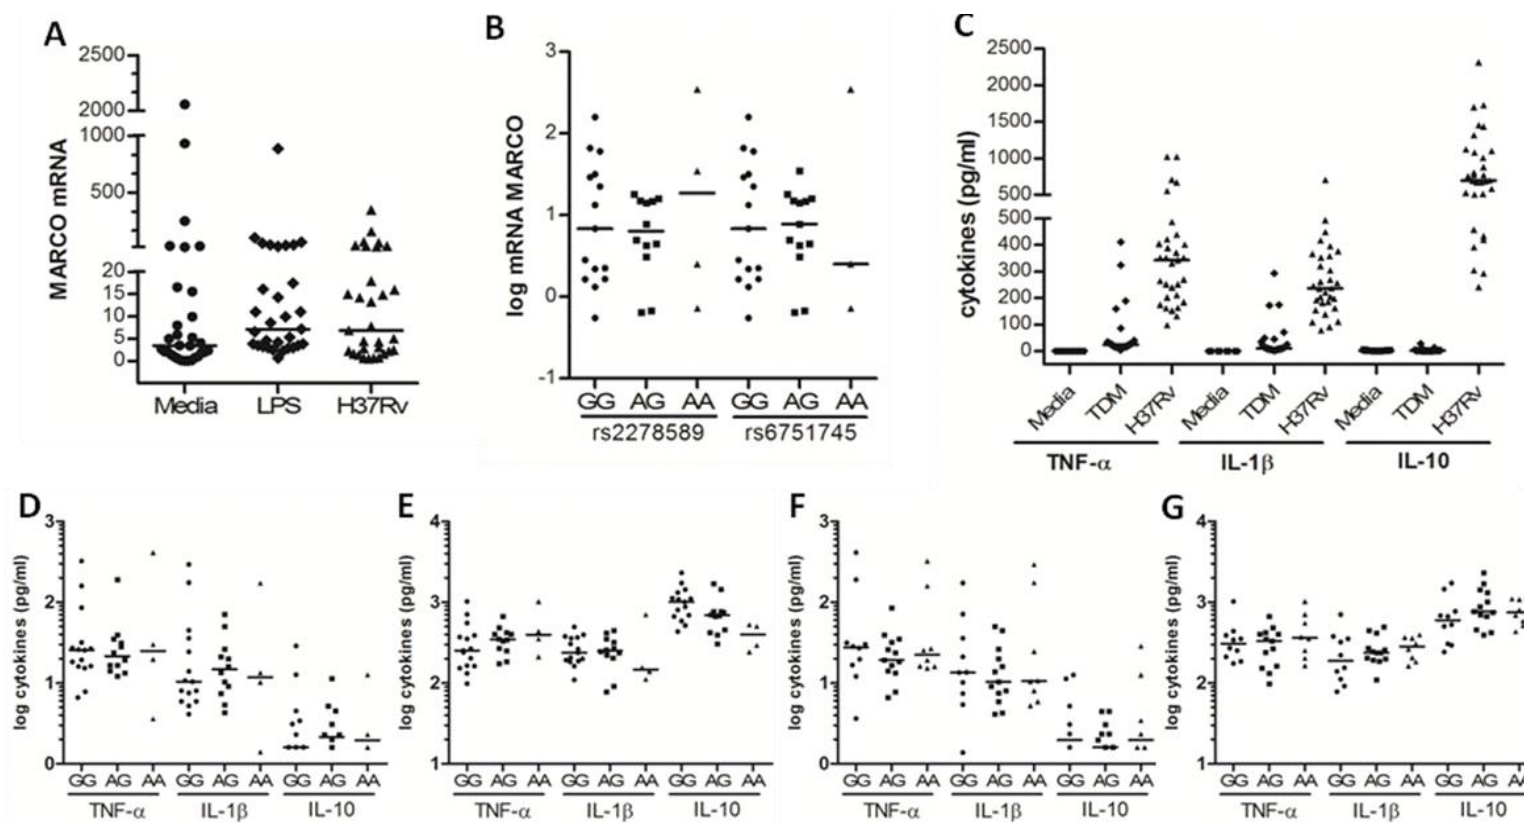 A
MARCO mRNA
2500
2000
1000
500
20
15
10
5
0
Media LPS H37Rv
B
log mRNA MARCO
3
2
1
0
-1
GG AG AA GG AG AA
rs2278589 rs6751745
C
cytokines (pg/ml)
2500
2000
1500
1000
500
500
400
300
200
100
0
Media TDM H37Rv Media TDM H37Rv Media TDM H37Rv
TNF-α IL-1β IL-10
D
log cytokines (pg/ml)
3
2
1
0
GG AG AA GG AG AA GG AG AA
TNF-α IL-1β IL-10
E
log cytokines (pg/ml)
4
3
2
1
GG AG AA GG AG AA GG AG AA
TNF-α IL-1β IL-10
F
log cytokines (pg/ml)
3
2
1
0
GG AG AA GG AG AA GG AG AA
TNF-α IL-1β IL-10
G
log cytokines (pg/ml)
4
3
2
1
GG AG AA GG AG AA GG AG AA
TNF-α IL-1β IL-10